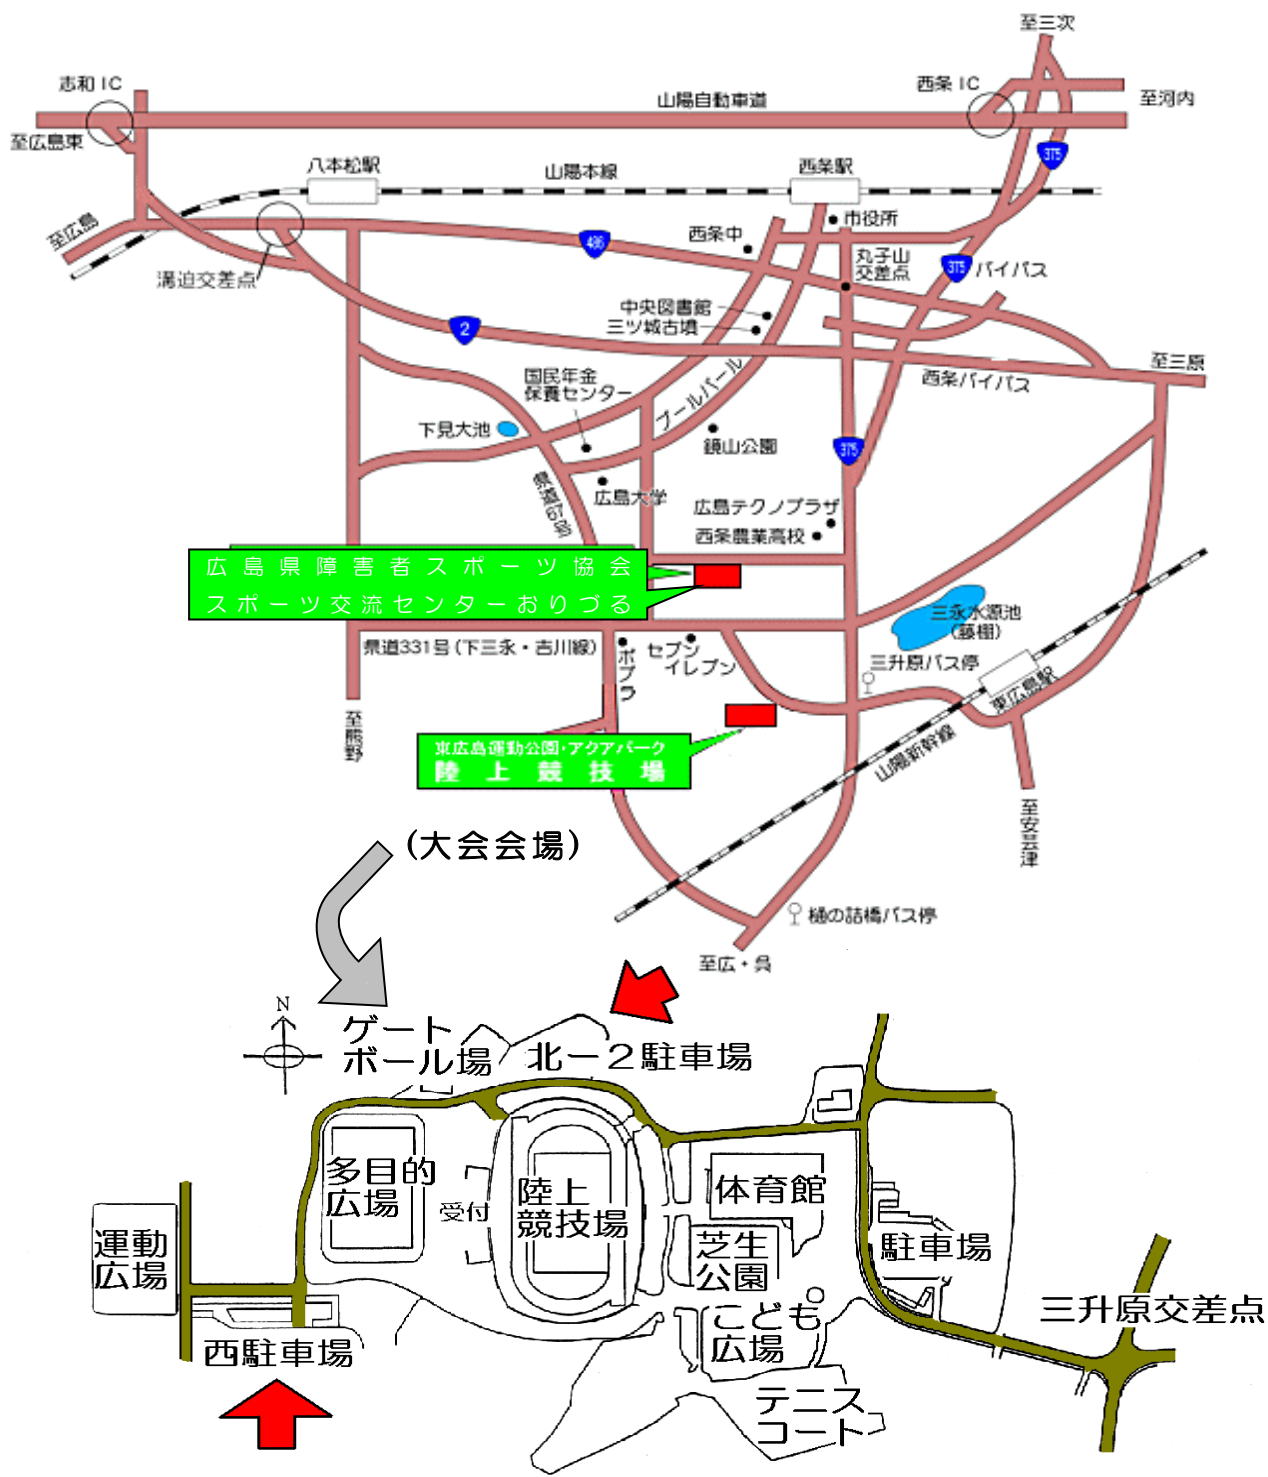 至三次
志和IC
山陽自動車道
西条IC
至河内
至広島東
375
八本松駅
山陽本線
西条駅
至広島
市役所
西条中
486
丸子山
交差点
375
バイパス
溝迫交差点
中央図書館
三ツ城古墳
2
至三原
国民年金
保養センター
ブールバール
西条バイパス
下見大池
鏡山公園
375
広島大学
広島テクノプラザ
西条農業高校
広島県障害者スポーツ協会
スポーツ交流センターおりづる
三永水源池
(藤棚)
県道331号(下三永・吉川線)
ポプラ
セブン
イレブン
三升原バス停
東広島駅
至熊野
東広島運動公園・アクアパーク
陸上競技場
山陽新幹線
至安芸津
(大会会場)
樋の詰橋バス停
至広・呉
N
ゲート
ボール場
北ー2駐車場
多目的
広場
受付
陸上
競技場
体育館
芝生
公園
駐車場
運動
広場
こども
広場
三升原交差点
西駐車場
テニス
コート